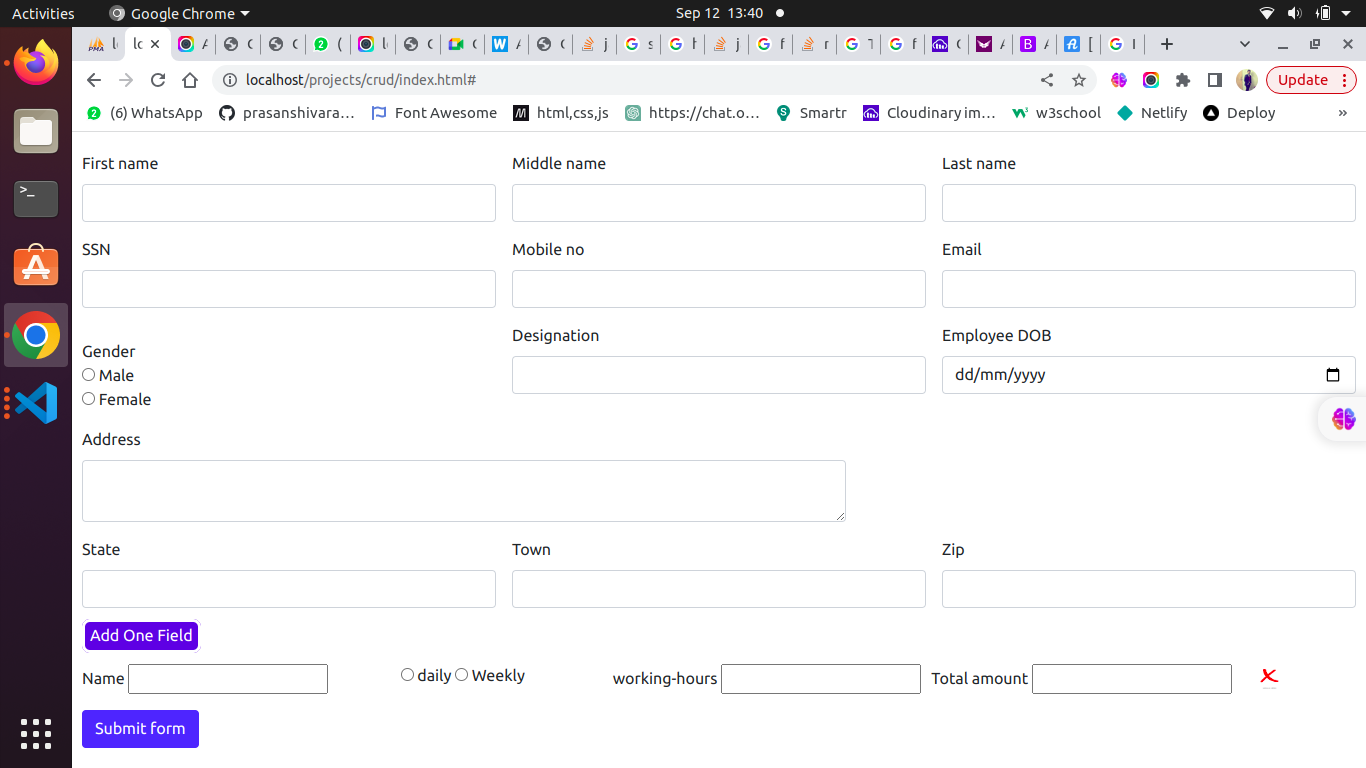 Activities Google Chrome Sep 12 13:40
localhost/projects/crud/index.html# Update
(6) WhatsApp prasanshivara... Font Awesome html,css,js https://chat.o... Smartr Cloudinary im... w3school Netlify Deploy »
First name Middle name Last name
SSN Mobile no Email
Gender Designation Employee DOB
Male dd/mm/yyyy
Female
Address
State Town Zip
Add One Field
Name daily Weekly working-hours Total amount
Submit form